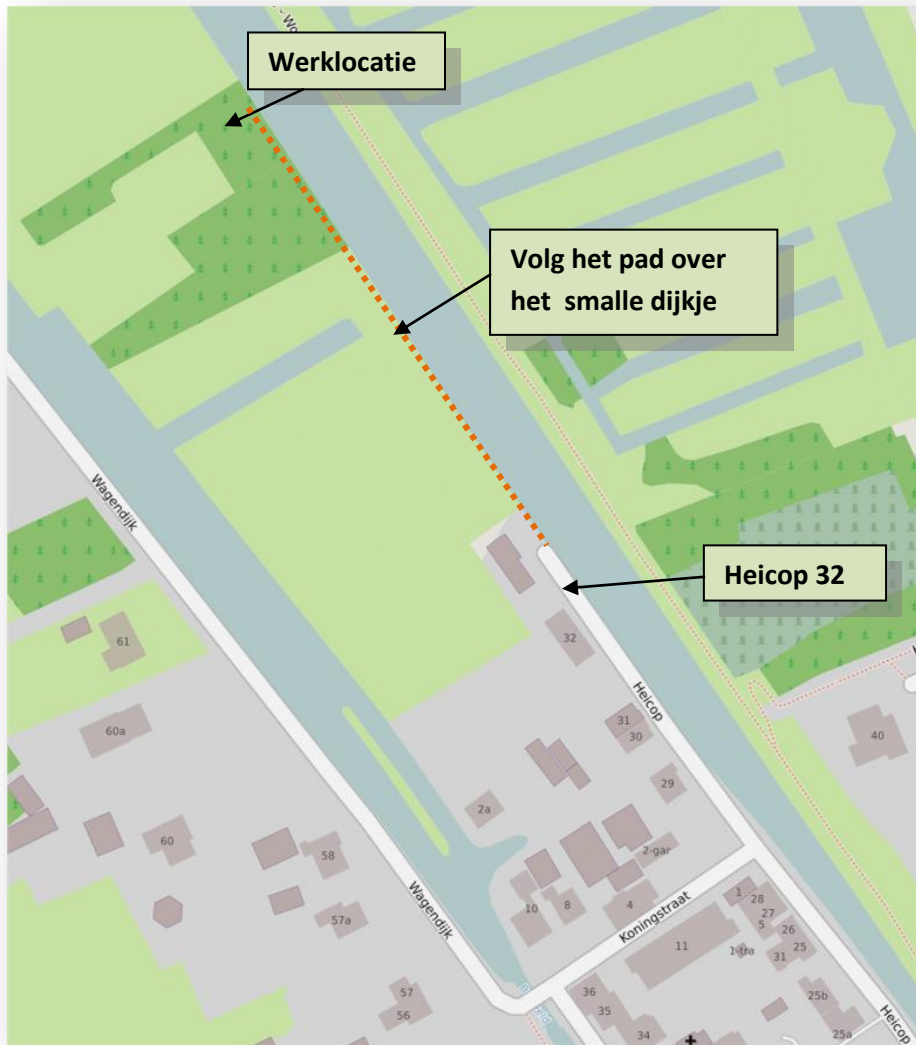 - Wo
Werklocatie
Volg het pad over
het smalle dijkje
Wagendijk
Heicop 32
61
32
Heicop
60a
31
30
40
29
2a
60
58
2-gar
1
28
10
8
4
27
Wagendijk
57a
Koningstraat
5
26
11
1-tra
25
31
57
36
25b
56
35
Heicop
34
25a